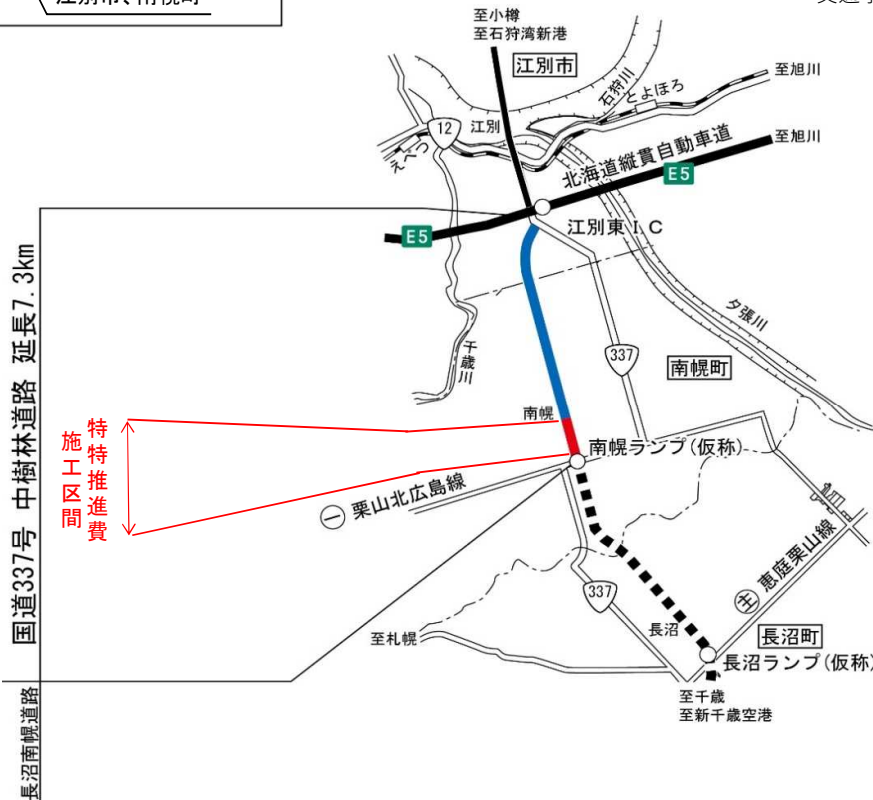 至小樽
至石狩湾新港
江別市
石狩川
とよほろ
至旭川
12
江別
えべつ
北海道縦貫自動車道
至旭川
E5
E5
江別東IC
国道337号 中樹林道路 延長7.3km
千歳川
夕張川
337
南幌町
南幌
特特推進費
施工区間
南幌ランプ(仮称)
一 栗山北広島線
主 恵庭栗山線
337
至札幌
長沼
長沼町
長沼ランプ(仮称)
至千歳
至新千歳空港
長沼南幌道路